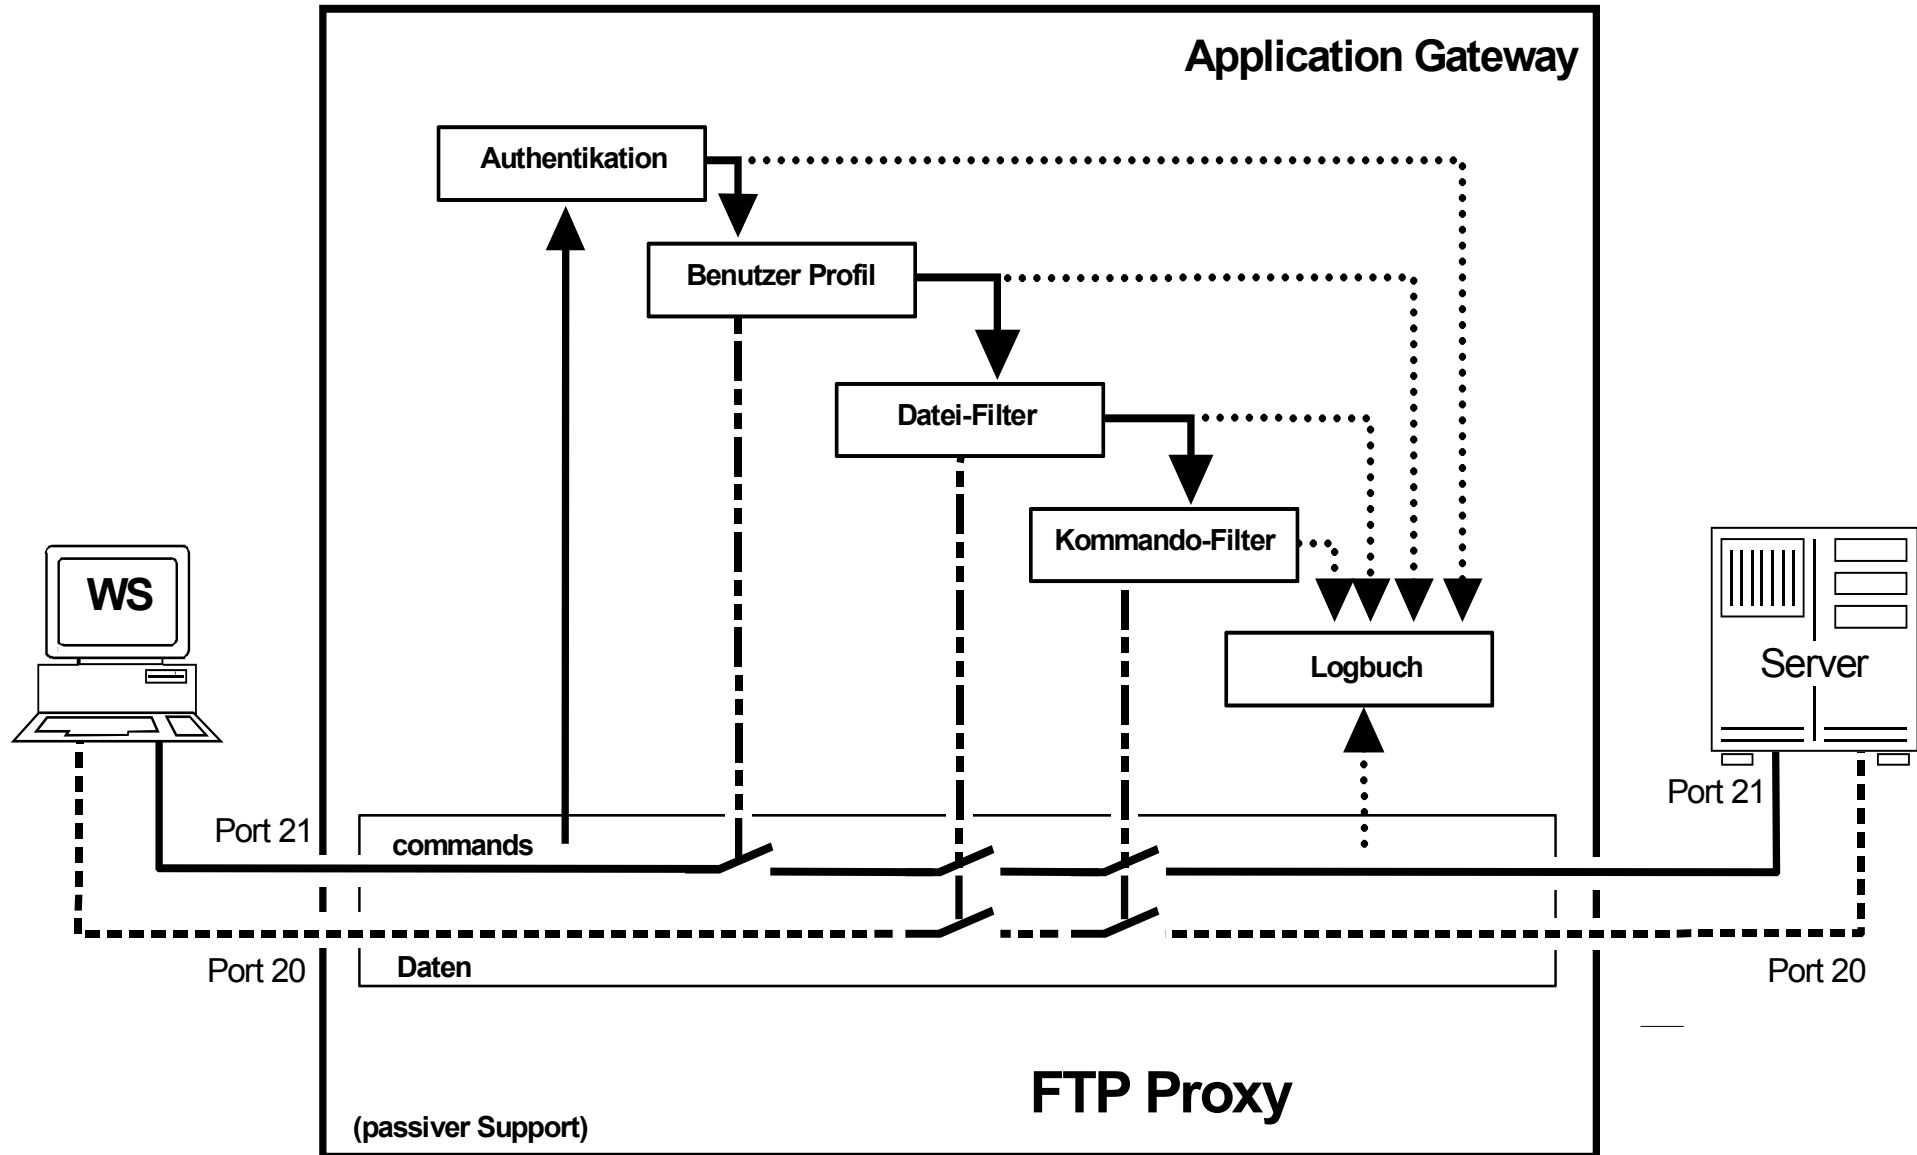 Application Gateway
Authentikation
Benutzer Profil
Datei-Filter
Kommando-Filter
WS
Logbuch
Server
Port 21
Port 21
commands
Port 20
Daten
Port 20
FTP Proxy
(passiver Support)